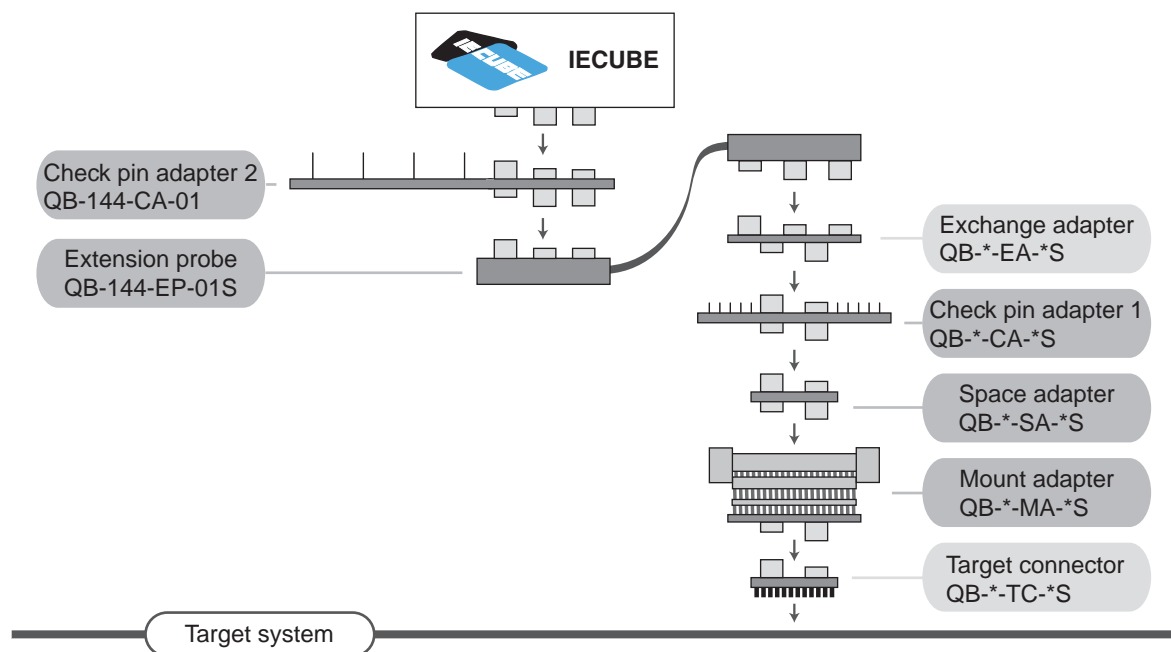 IECUBE
IECUBE
Check pin adapter 2
QB-144-CA-01
Extension probe
QB-144-EP-01S
Exchange adapter
QB-*-EA-*S
Check pin adapter 1
QB-*-CA-*S
Space adapter
QB-*-SA-*S
Mount adapter
QB-*-MA-*S
Target connector
QB-*-TC-*S
Target system